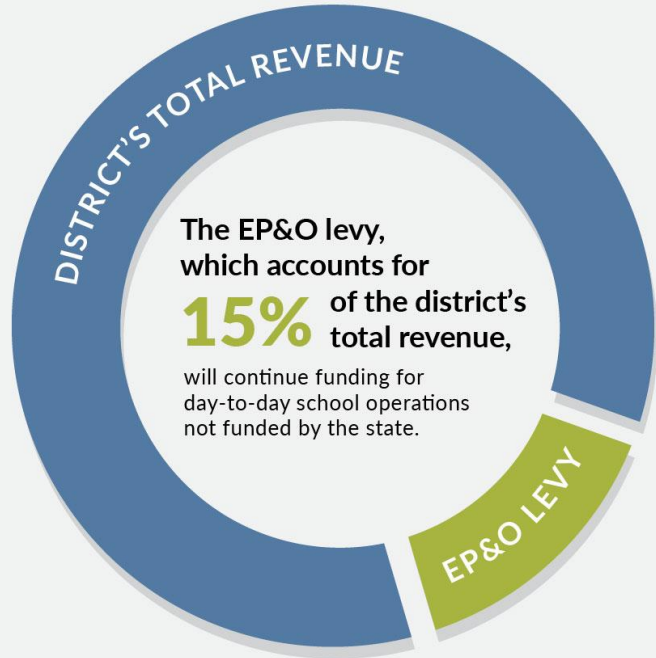 DISTRICT'S TOTAL REVENUE
The EP&O levy,
which accounts for
15% of the district's
total revenue,
will continue funding for
day-to-day school operations
not funded by the state.
EP&O LEVY